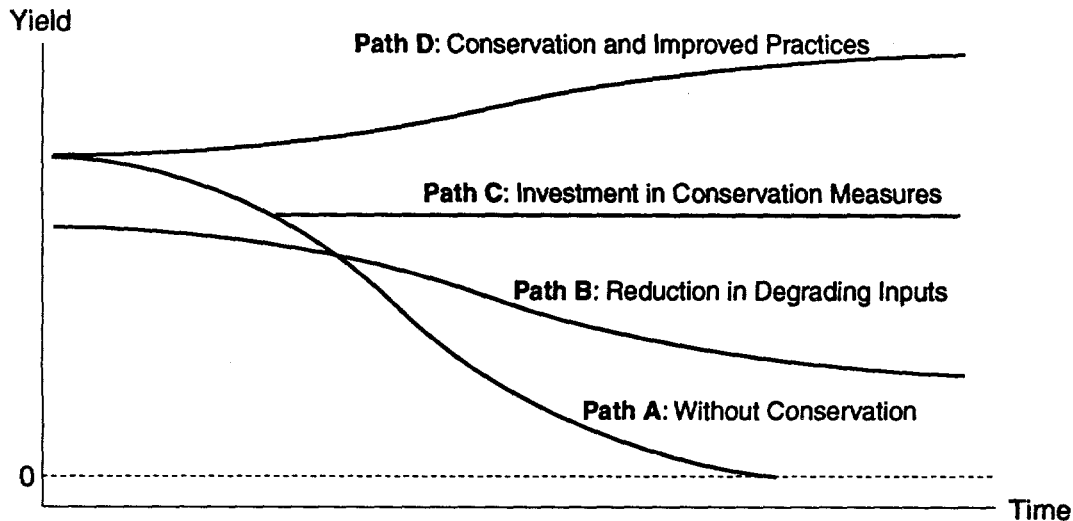 Yield
Path D: Conservation and Improved Practices
Path C: Investment in Conservation Measures
Path B: Reduction in Degrading Inputs
Path A: Without Conservation
0
Time